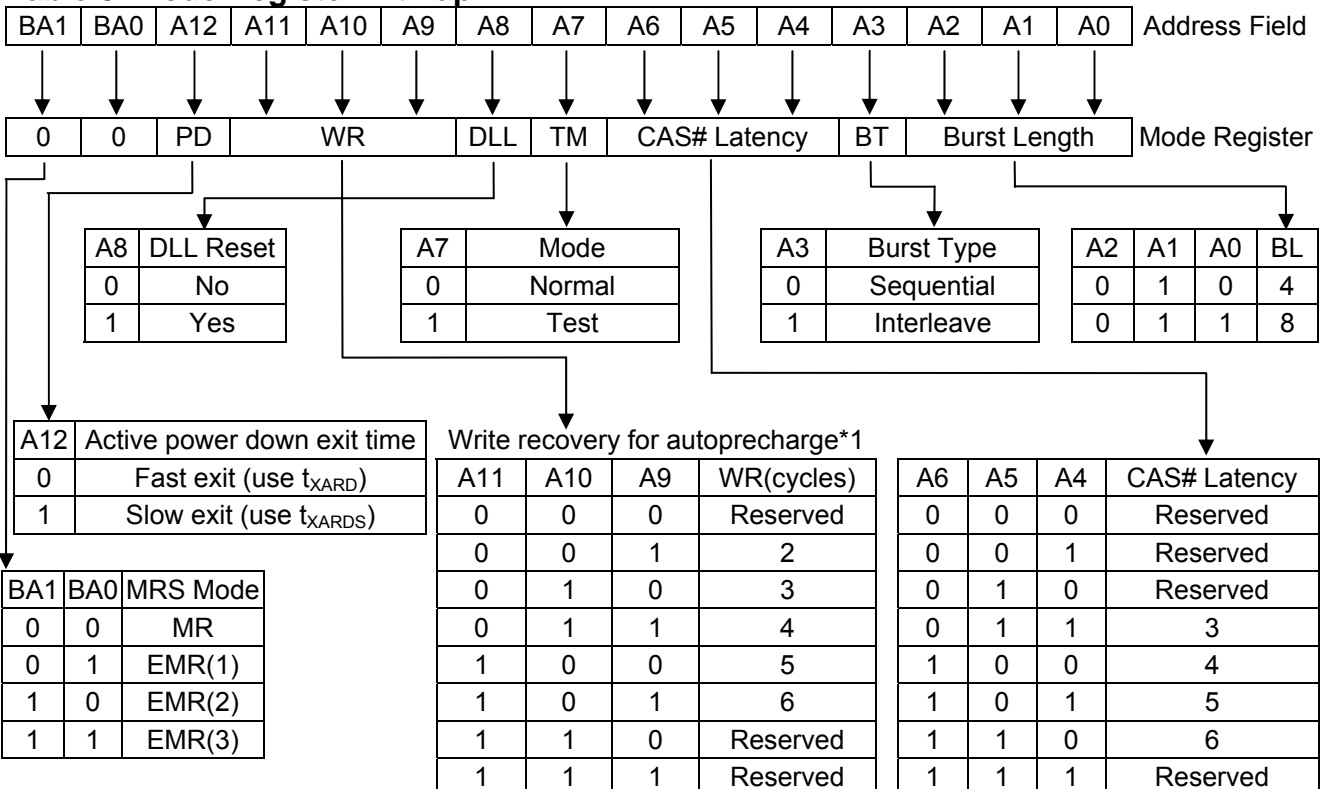 BA1 BA0 A12 A11 A10 A9 A8 A7 A6 A5 A4 A3 A2 A1 A0 Address Field
0 0 PD WR DLL TM CAS# Latency BT Burst Length Mode Register
A8 DLL Reset
0 No
1 Yes
A7 Mode
0 Normal
1 Test
A3 Burst Type
0 Sequential
1 Interleave
A2 A1 A0 BL
0 1 0 4
0 1 1 8
A12 Active power down exit time
0 Fast exit (use tXARD)
1 Slow exit (use tXARDS)
BA1 BA0 MRS Mode
0 0 MR
0 1 EMR(1)
1 0 EMR(2)
1 1 EMR(3)
Write recovery for autoprecharge*1
A11 A10 A9 WR(cycles)
0 0 0 Reserved
0 0 1 2
0 1 0 3
0 1 1 4
1 0 0 5
1 0 1 6
1 1 0 Reserved
1 1 1 Reserved
A6 A5 A4 CAS# Latency
0 0 0 Reserved
0 0 1 Reserved
0 1 0 Reserved
0 1 1 3
1 0 0 4
1 0 1 5
1 1 0 6
1 1 1 Reserved